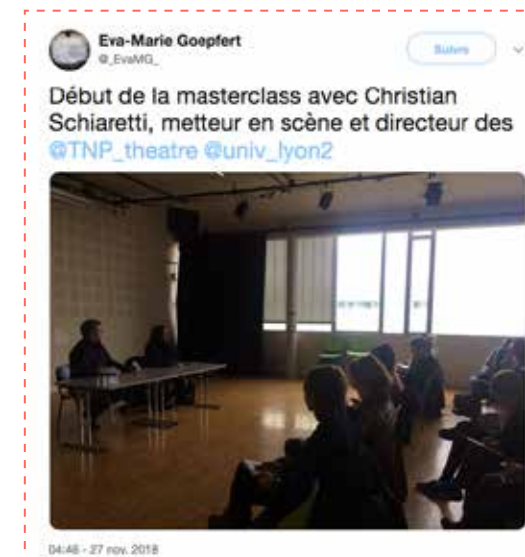 Eva-Marie Goepfert
@_EvaMG_
Suivre
Début de la masterclass avec Christian
Schiaretti, metteur en scène et directeur des
@TNP_theatre @univ_lyon2
04:46 - 27 nov. 2018